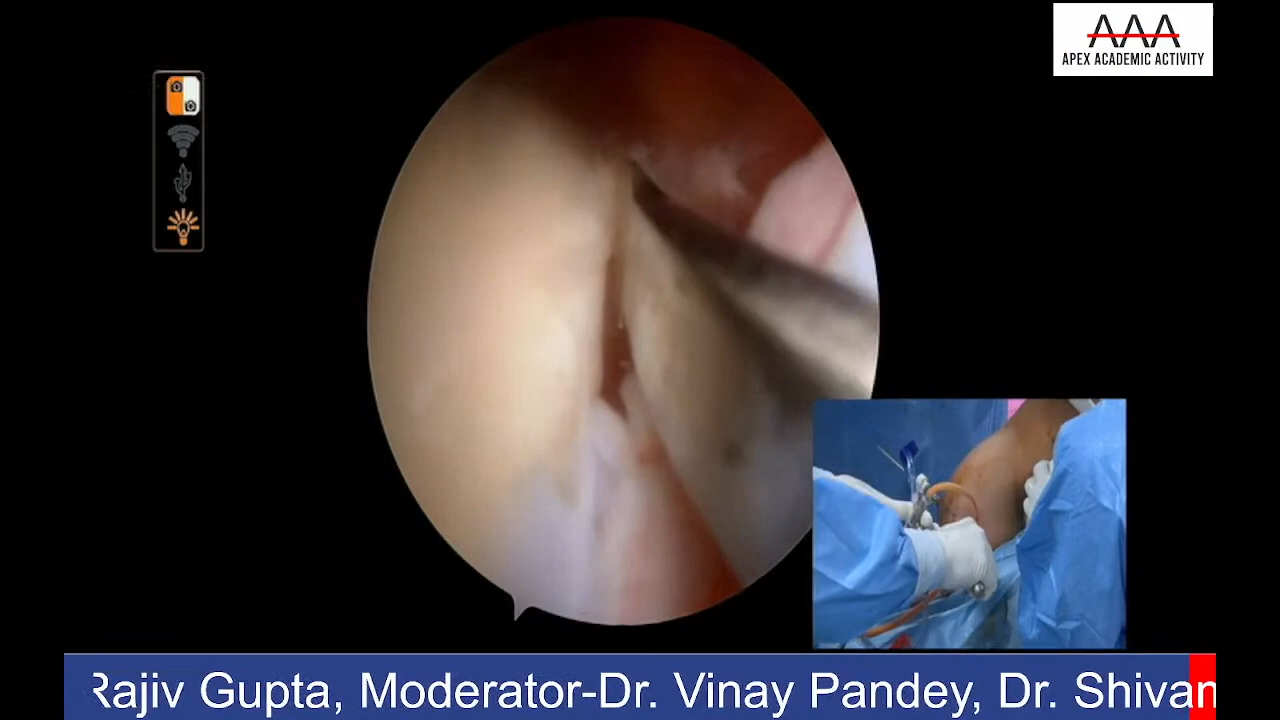 AAA
APEX ACADEMIC ACTIVITY
Rajiv Gupta, Moderator-Dr. Vinay Pandey, Dr. Shivan